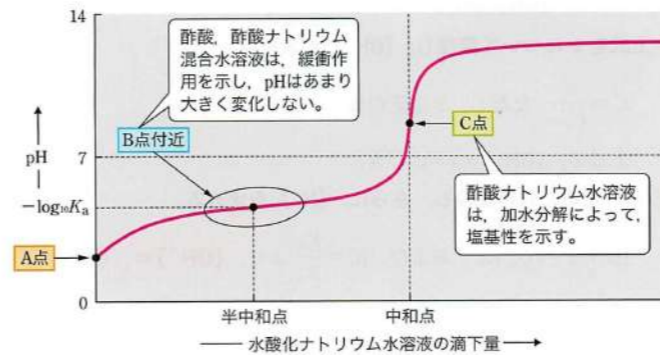 14
酢酸，酢酸ナトリウム
混合水溶液は，緩衝作
用を示し，pHはあまり
大きく変化しない。
B点付近
C点
pH
7
−log₁₀Kₐ
酢酸ナトリウム水溶液
は，加水分解によって，
塩基性を示す。
A点
0
半中和点
中和点
水酸化ナトリウム水溶液の滴下量